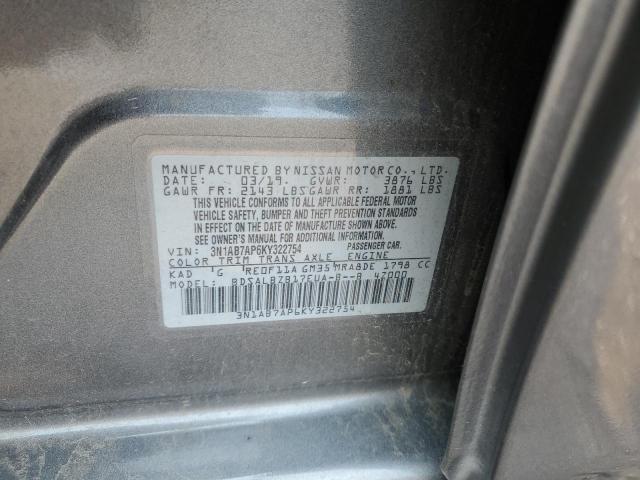 MANUFACTURED BY NISSAN MOTOR CO., LTD.
DATE: 03/19. GVWR: 3876 LBS
GAWR FR: 2143 LBS GAWR RR: 1881 LBS
THIS VEHICLE CONFORMS TO ALL APPLICABLE FEDERAL MOTOR
VEHICLE SAFETY, BUMPER AND THEFT PREVENTION STANDARDS
IN EFFECT ON THE DATE OF MANUFACTURE SHOWN ABOVE.
SEE OWNER'S MANUAL FOR ADDITIONAL INFORMATION.
VIN: 3N1AB7AP6KY322754 PASSENGER CAR
COLOR TRIM TRANS AXLE ENGINE
KAD G RE0F11A GM35 MRA8DE 1798 CC
MODEL: BDSALBZB17EUA-B--B 42000
3N1AB7AP6KY322754